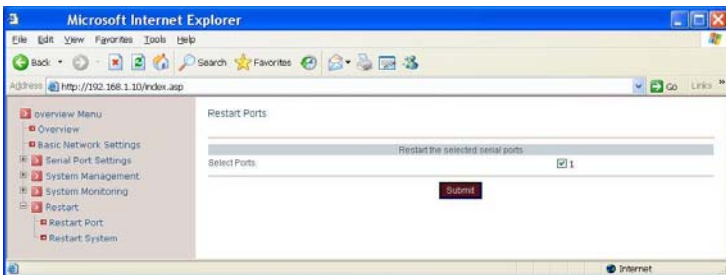 Microsoft Internet Explorer
File Edit View Favorites Tools Help
Back Search Favorites
Address http://192.168.1.10/index.asp Go Links »
overview Menu
Overview
Basic Network Settings
Serial Port Settings
System Management
System Monitoring
Restart
Restart Port
Restart System
Restart Ports
Restart the selected serial ports
Select Ports: 1
Submit
Internet